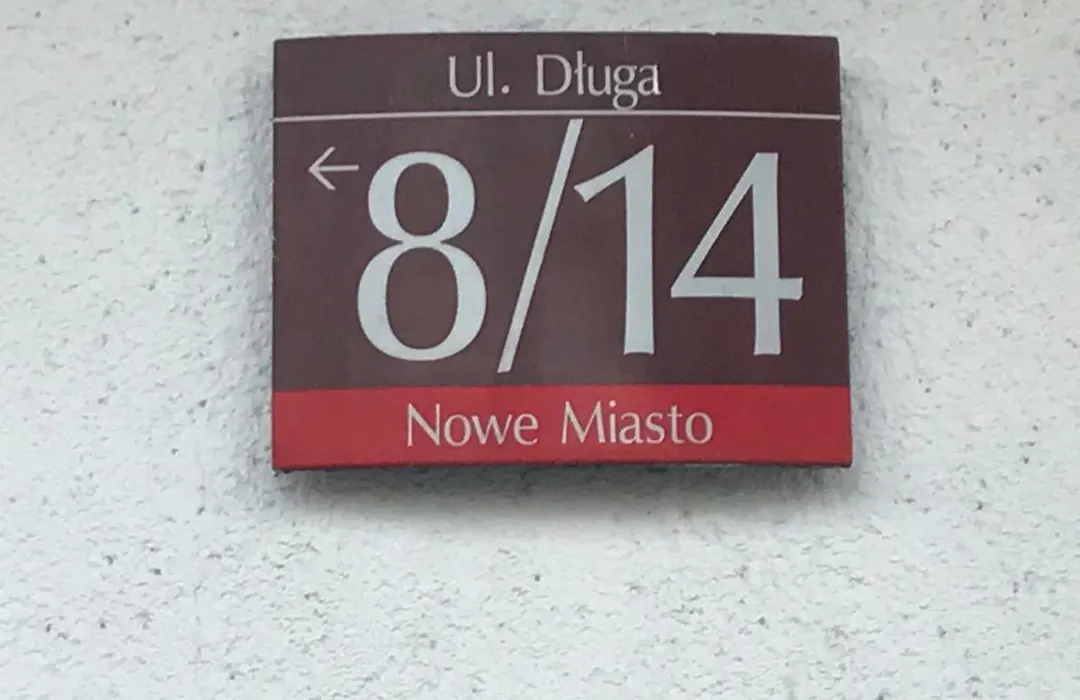 Ul. Długa
← 8/14
Nowe Miasto